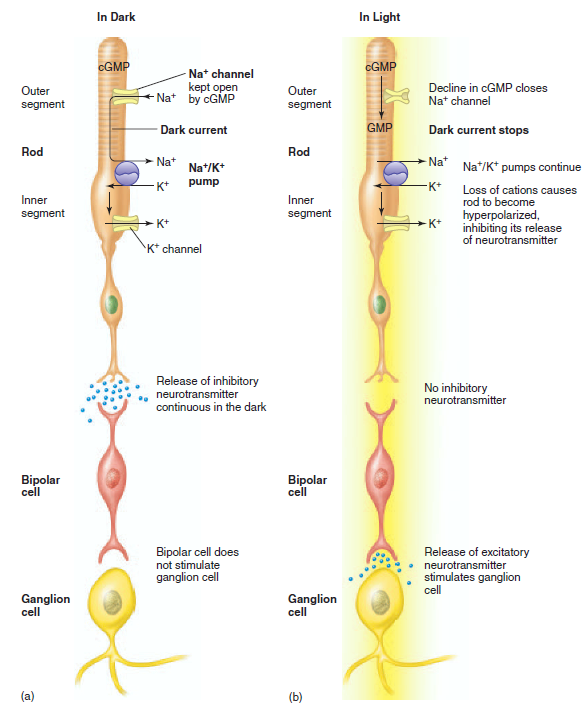 In Dark
cGMP
Na+ channel
kept open
by cGMP
Outer
segment
Na+
Dark current
Rod
Na+
Na+/K+
pump
K+
Inner
segment
K+
K+ channel
Release of inhibitory
neurotransmitter
continuous in the dark
Bipolar
cell
Bipolar cell does
not stimulate
ganglion cell
Ganglion
cell
(a)
In Light
cGMP
Outer
segment
Decline in cGMP closes
Na+ channel
GMP
Dark current stops
Rod
Na+
Na+/K+ pumps continue
K+
Inner
segment
Loss of cations causes
rod to become
hyperpolarized,
inhibiting its release
of neurotransmitter
K+
No inhibitory
neurotransmitter
Bipolar
cell
Release of excitatory
neurotransmitter
stimulates ganglion
cell
Ganglion
cell
(b)